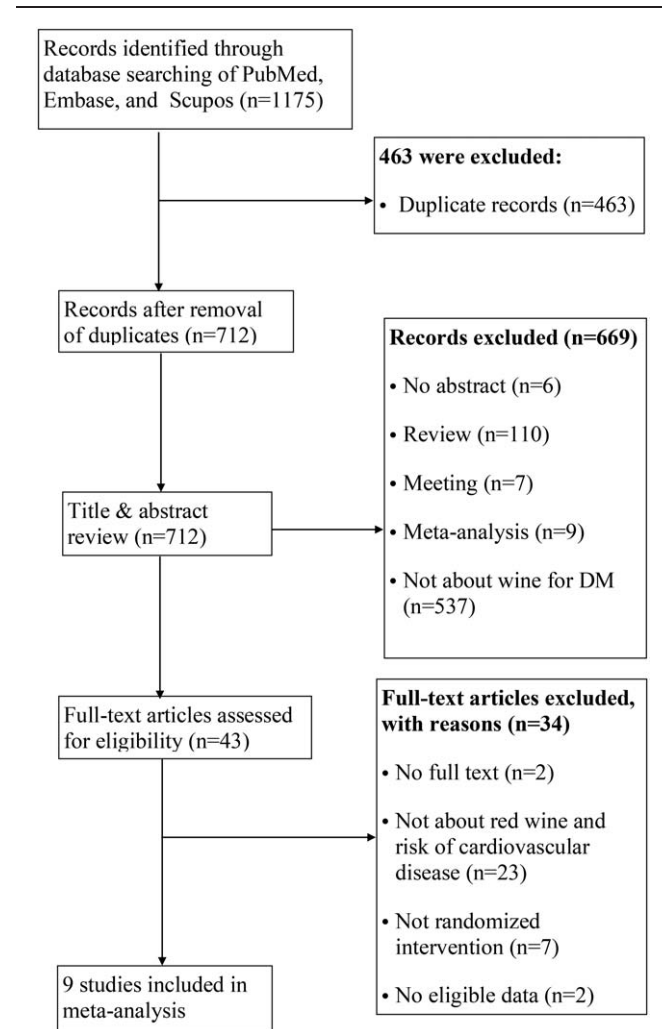 Records identified through
database searching of PubMed,
Embase, and Scupos (n=1175)
463 were excluded:
• Duplicate records (n=463)
Records after removal
of duplicates (n=712)
Records excluded (n=669)
• No abstract (n=6)
• Review (n=110)
• Meeting (n=7)
• Meta-analysis (n=9)
• Not about wine for DM
(n=537)
Title & abstract
review (n=712)
Full-text articles assessed
for eligibility (n=43)
Full-text articles excluded,
with reasons (n=34)
• No full text (n=2)
• Not about red wine and
risk of cardiovascular
disease (n=23)
• Not randomized
intervention (n=7)
• No eligible data (n=2)
9 studies included in
meta-analysis